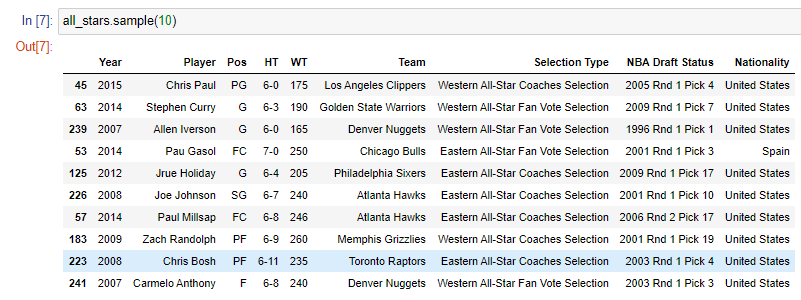 In [7]: all_stars.sample(10)
Out[7]:
Year Player Pos HT WT Team Selection Type NBA Draft Status Nationality
45 2015 Chris Paul PG 6-0 175 Los Angeles Clippers Western All-Star Coaches Selection 2005 Rnd 1 Pick 4 United States
63 2014 Stephen Curry G 6-3 190 Golden State Warriors Western All-Star Fan Vote Selection 2009 Rnd 1 Pick 7 United States
239 2007 Allen Iverson G 6-0 165 Denver Nuggets Western All-Star Fan Vote Selection 1996 Rnd 1 Pick 1 United States
53 2014 Pau Gasol FC 7-0 250 Chicago Bulls Eastern All-Star Fan Vote Selection 2001 Rnd 1 Pick 3 Spain
125 2012 Jrue Holiday G 6-4 205 Philadelphia Sixers Eastern All-Star Coaches Selection 2009 Rnd 1 Pick 17 United States
226 2008 Joe Johnson SG 6-7 240 Atlanta Hawks Eastern All-Star Coaches Selection 2001 Rnd 1 Pick 10 United States
57 2014 Paul Millsap FC 6-8 246 Atlanta Hawks Eastern All-Star Coaches Selection 2006 Rnd 2 Pick 17 United States
183 2009 Zach Randolph PF 6-9 260 Memphis Grizzlies Western All-Star Coaches Selection 2001 Rnd 1 Pick 19 United States
223 2008 Chris Bosh PF 6-11 235 Toronto Raptors Eastern All-Star Coaches Selection 2003 Rnd 1 Pick 4 United States
241 2007 Carmelo Anthony F 6-8 240 Denver Nuggets Western All-Star Coaches Selection 2003 Rnd 1 Pick 3 United States